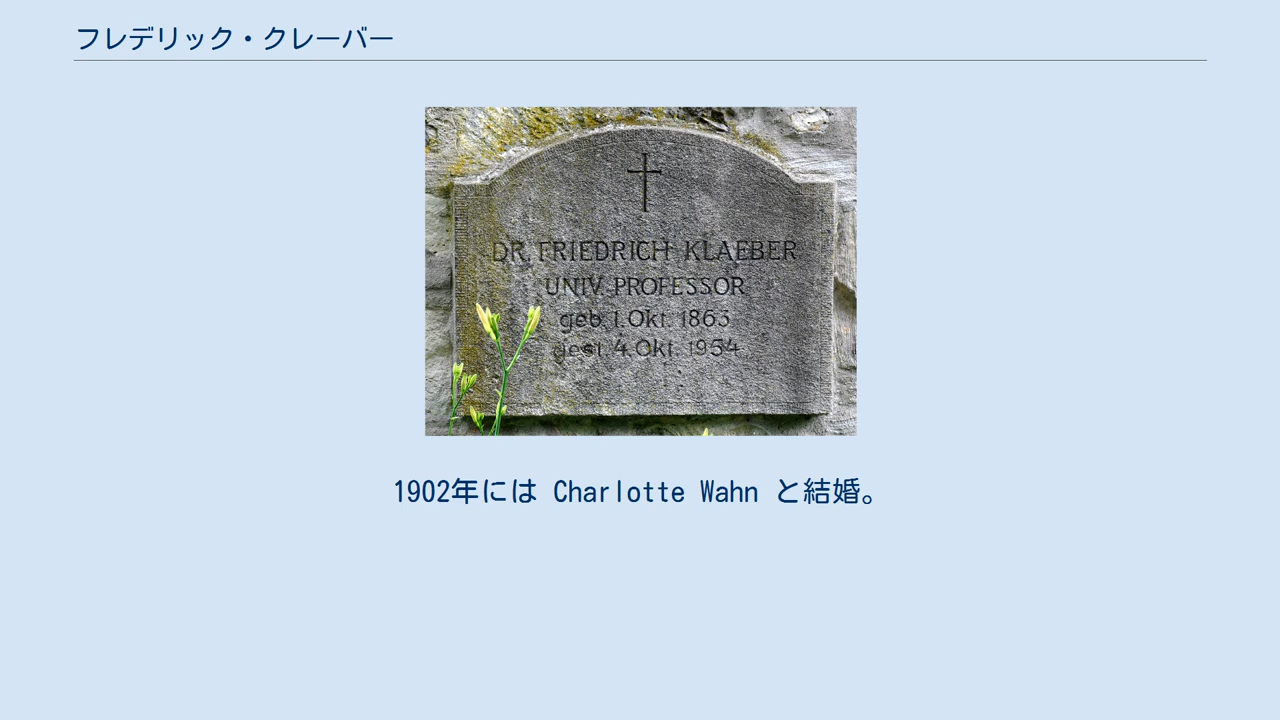 フレデリック・クレーバー
DR. FRIEDRICH KLAEBER
UNIV. PROFESSOR
geb. 1. Okt. 1863
gest. 4. Okt. 1954
1902年には Charlotte Wahn と結婚。